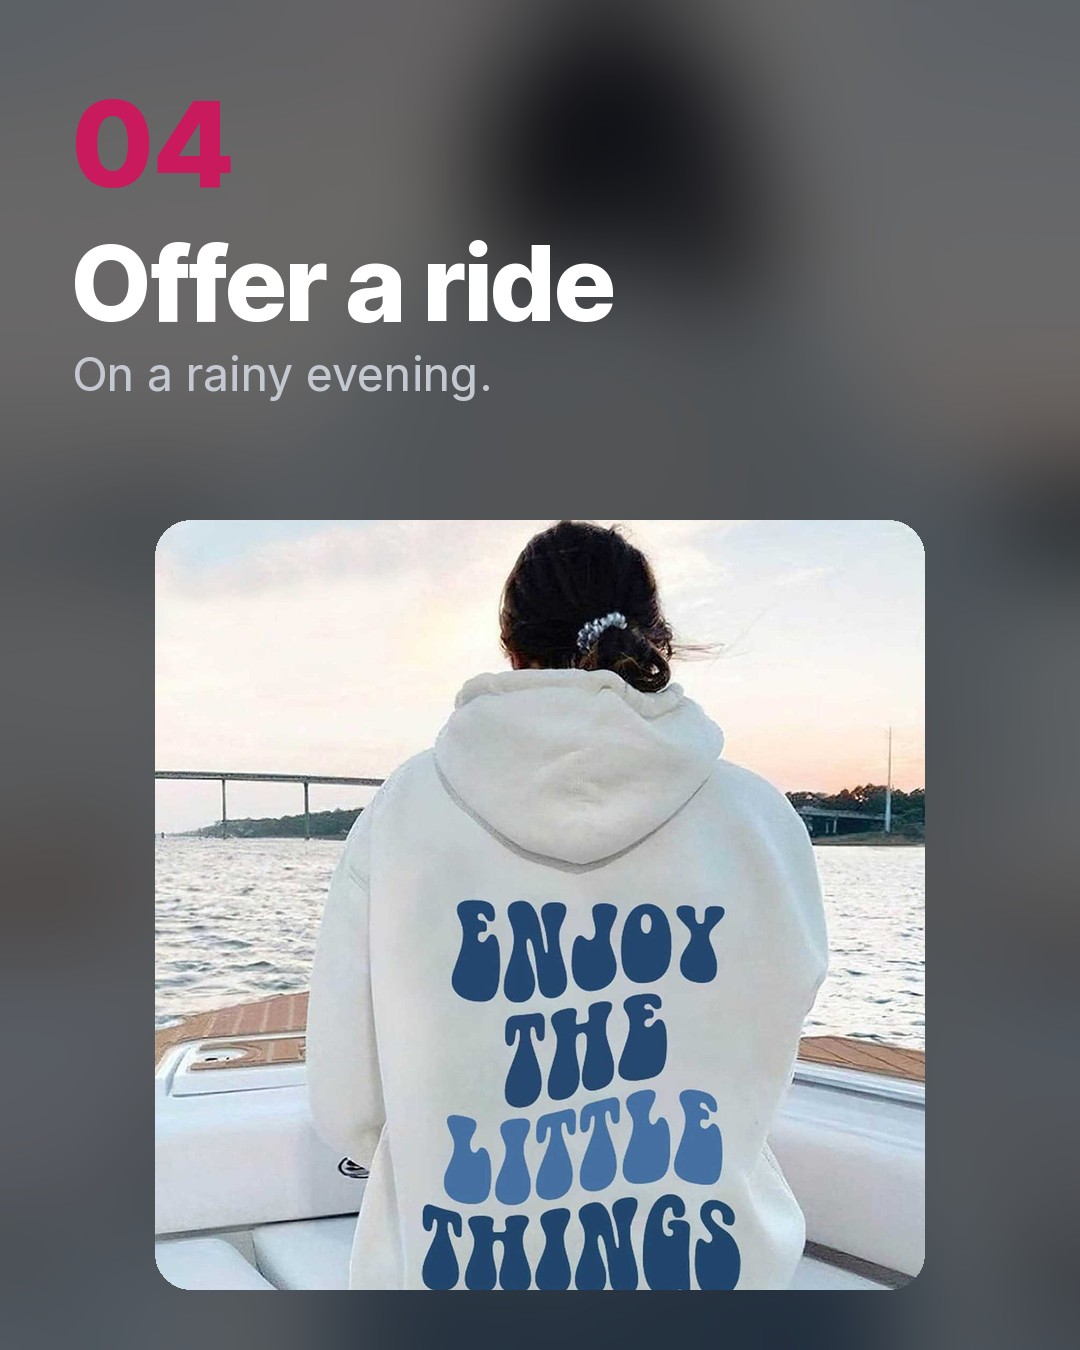 04
Offer a ride
On a rainy evening.
ENJOY
THE
LITTLE
THINGS